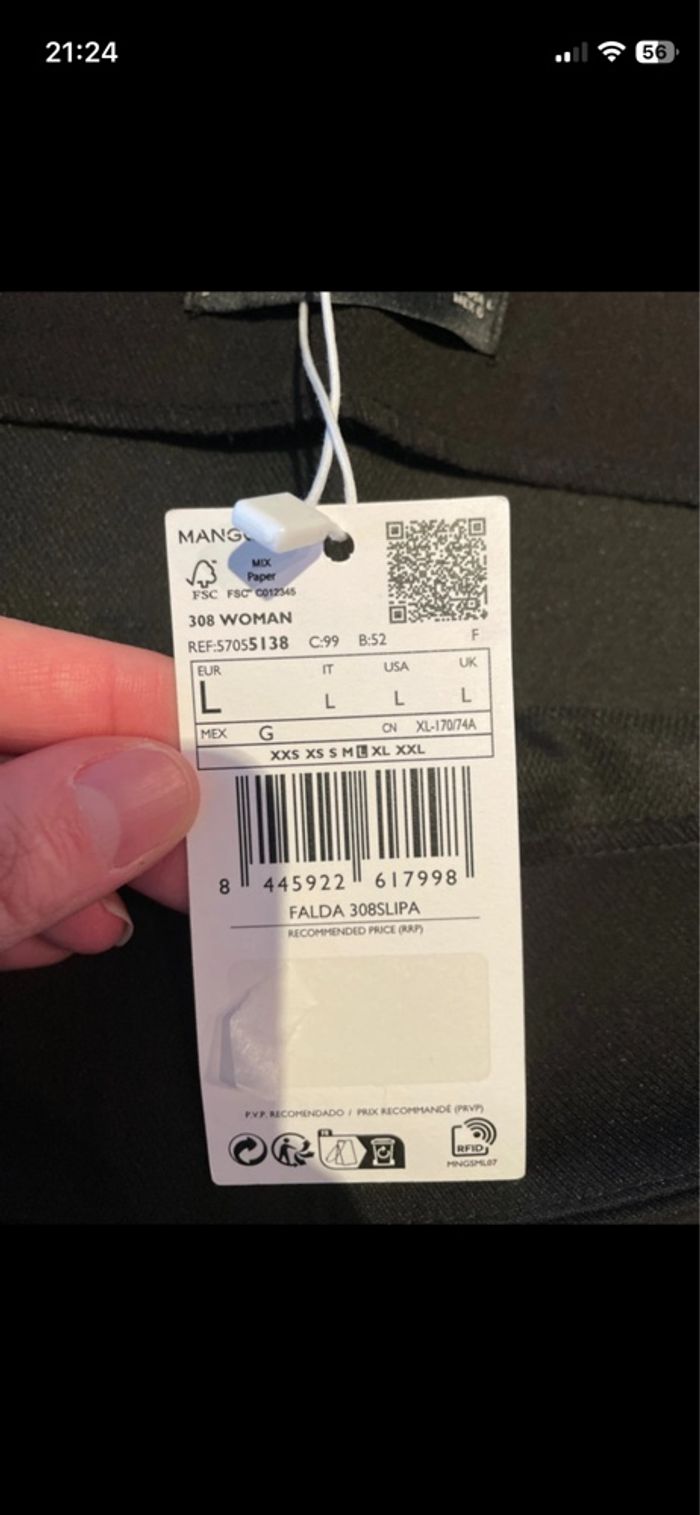 21:24
56
MANG
MIX
Paper
FSC FSC® C012345
308 WOMAN
REF:57055138 C:99 B:52 F
EUR IT USA UK
L L L L
MEX G CN XL-170/74A
XXS XS S M L XL XXL
8 445922 617998
FALDA 308SLIPA
RECOMMENDED PRICE (RRP)
P.V.P. RECOMENDADO / PRIX RECOMMANDÉ (PRVP)
FR
RFID
MNGSML07